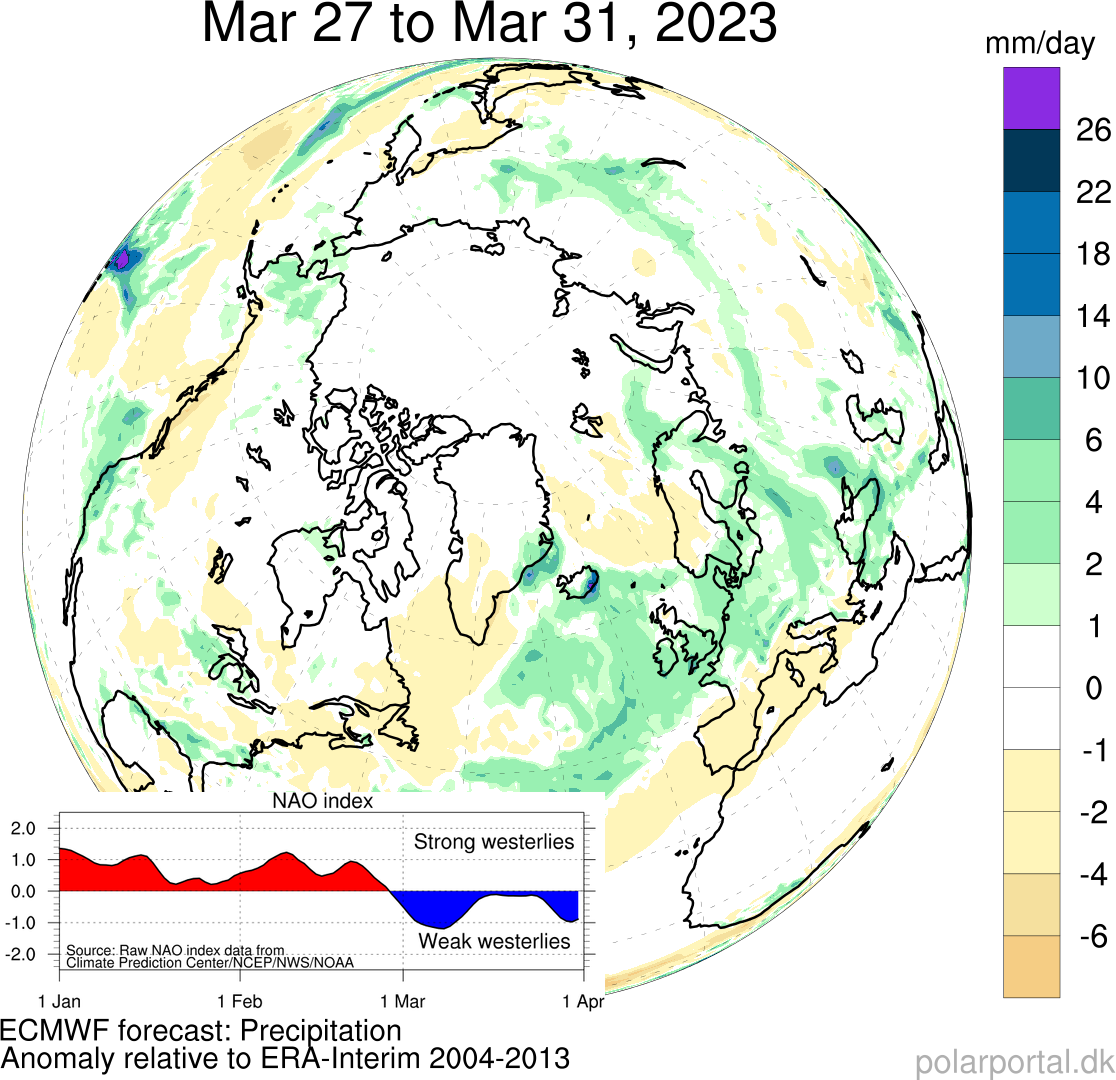 Mar 27 to Mar 31, 2023
mm/day
26
22
18
14
10
6
4
2
1
0
-1
-2
-4
-6
NAO index
2.0
1.0
0.0
-1.0
-2.0
Strong westerlies
Weak westerlies
Source: Raw NAO index data from
Climate Prediction Center/NCEP/NWS/NOAA
1 Jan
1 Feb
1 Mar
1 Apr
ECMWF forecast: Precipitation
Anomaly relative to ERA-Interim 2004-2013
polarportal.dk